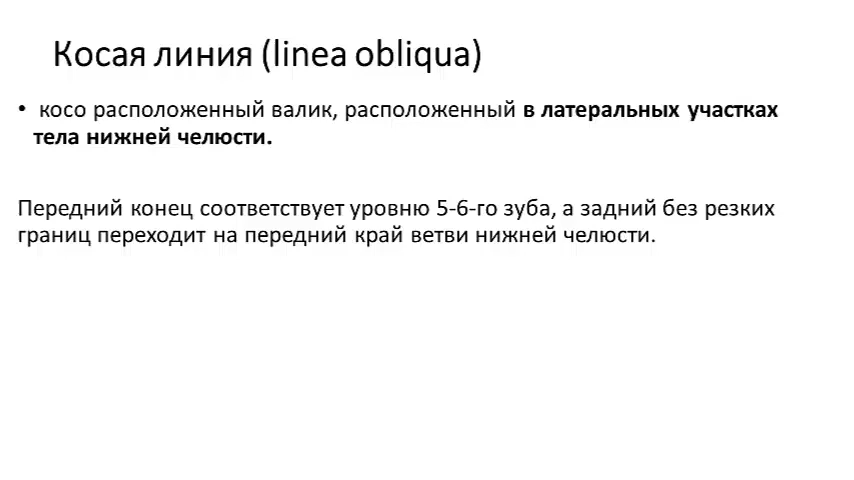 Косая линия (linea obliqua)
• косо расположенный валик, расположенный в латеральных участках
тела нижней челюсти.
Передний конец соответствует уровню 5-6-го зуба, а задний без резких
границ переходит на передний край ветви нижней челюсти.